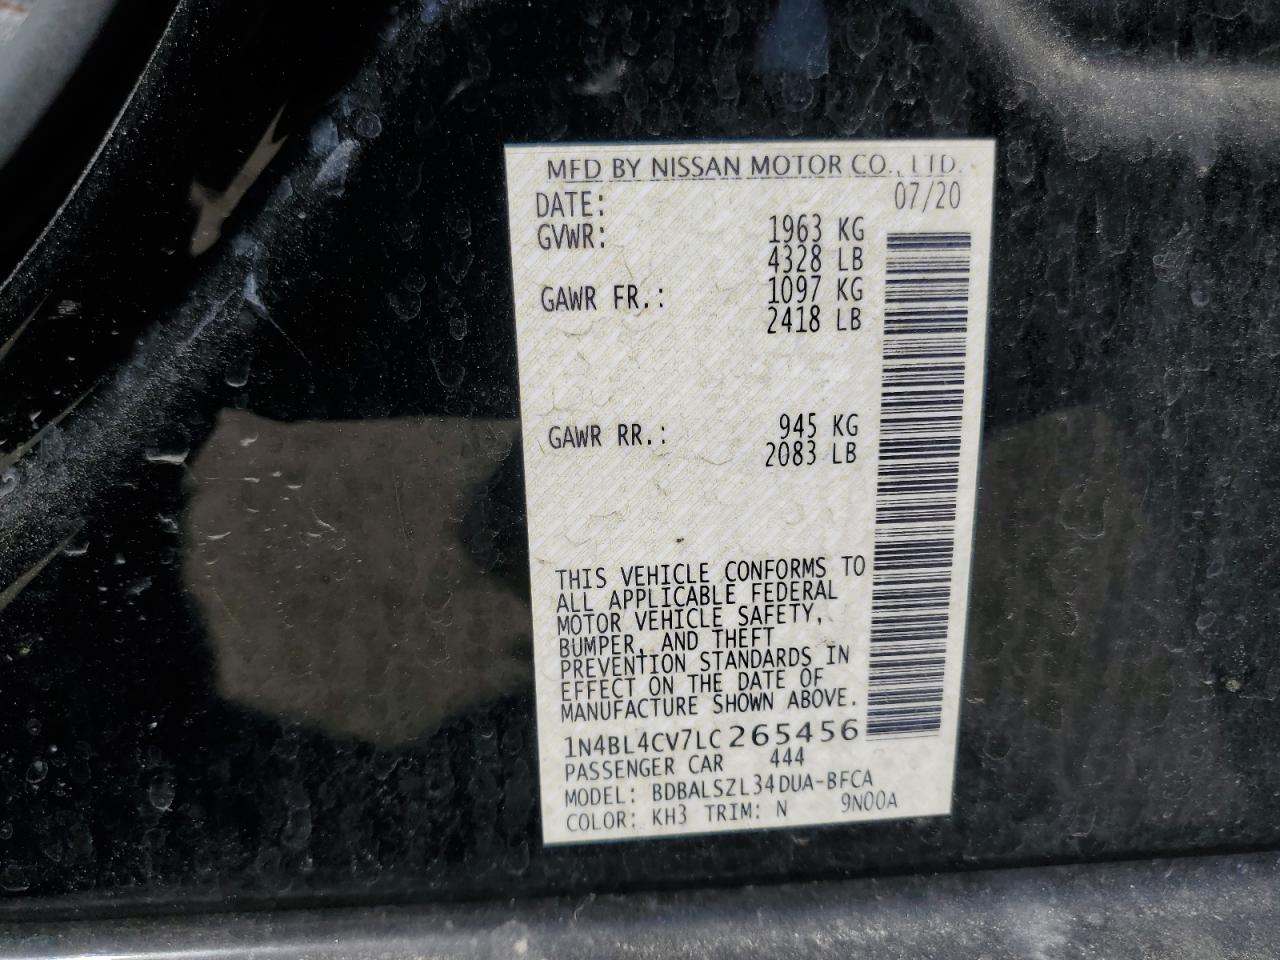 MFD BY NISSAN MOTOR CO., LTD.
DATE: 07/20
GVWR: 1963 KG
4328 LB
GAWR FR.: 1097 KG
2418 LB
GAWR RR.: 945 KG
2083 LB
THIS VEHICLE CONFORMS TO
ALL APPLICABLE FEDERAL
MOTOR VEHICLE SAFETY,
BUMPER, AND THEFT
PREVENTION STANDARDS IN
EFFECT ON THE DATE OF
MANUFACTURE SHOWN ABOVE.
1N4BL4CV7LC265456
PASSENGER CAR 444
MODEL: BDBALSZL34DUA-BFCA
COLOR: KH3 TRIM: N 9N00A